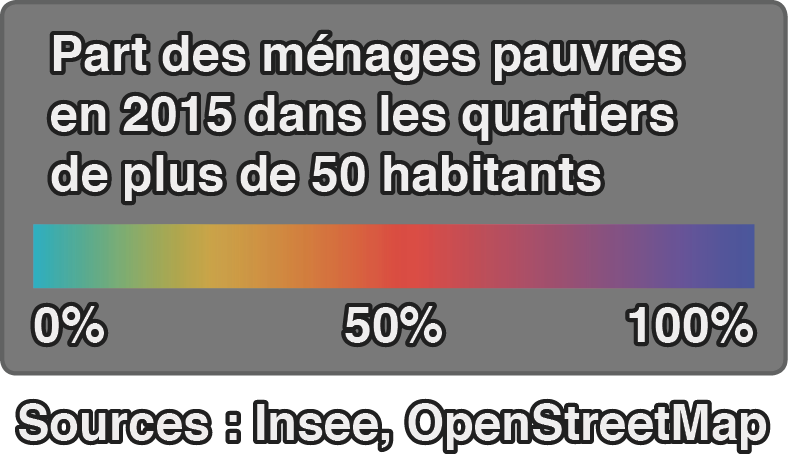 Part des ménages pauvres
en 2015 dans les quartiers
de plus de 50 habitants
0% 50% 100%
Sources : Insee, OpenStreetMap